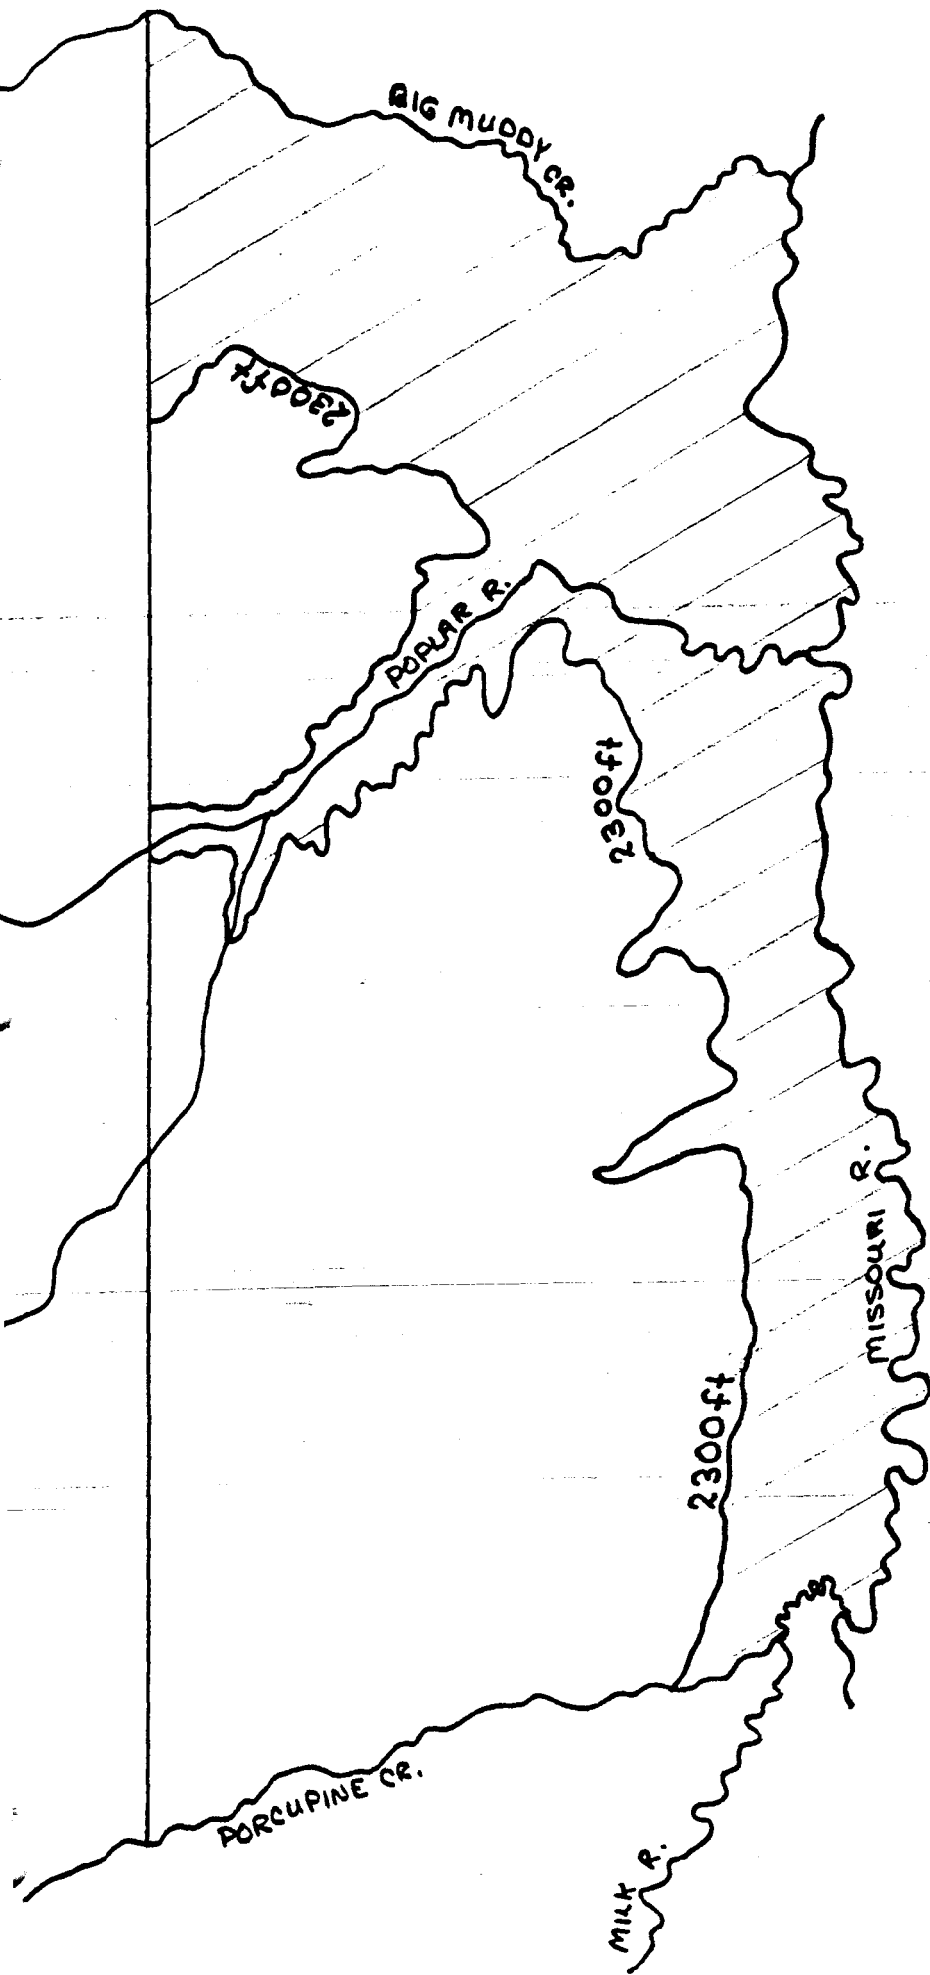 BIG MUDDY CR.
2300ft
POPLAR R.
2300ft
MISSOURI R.
2300ft
PORCUPINE CR.
MILK R.